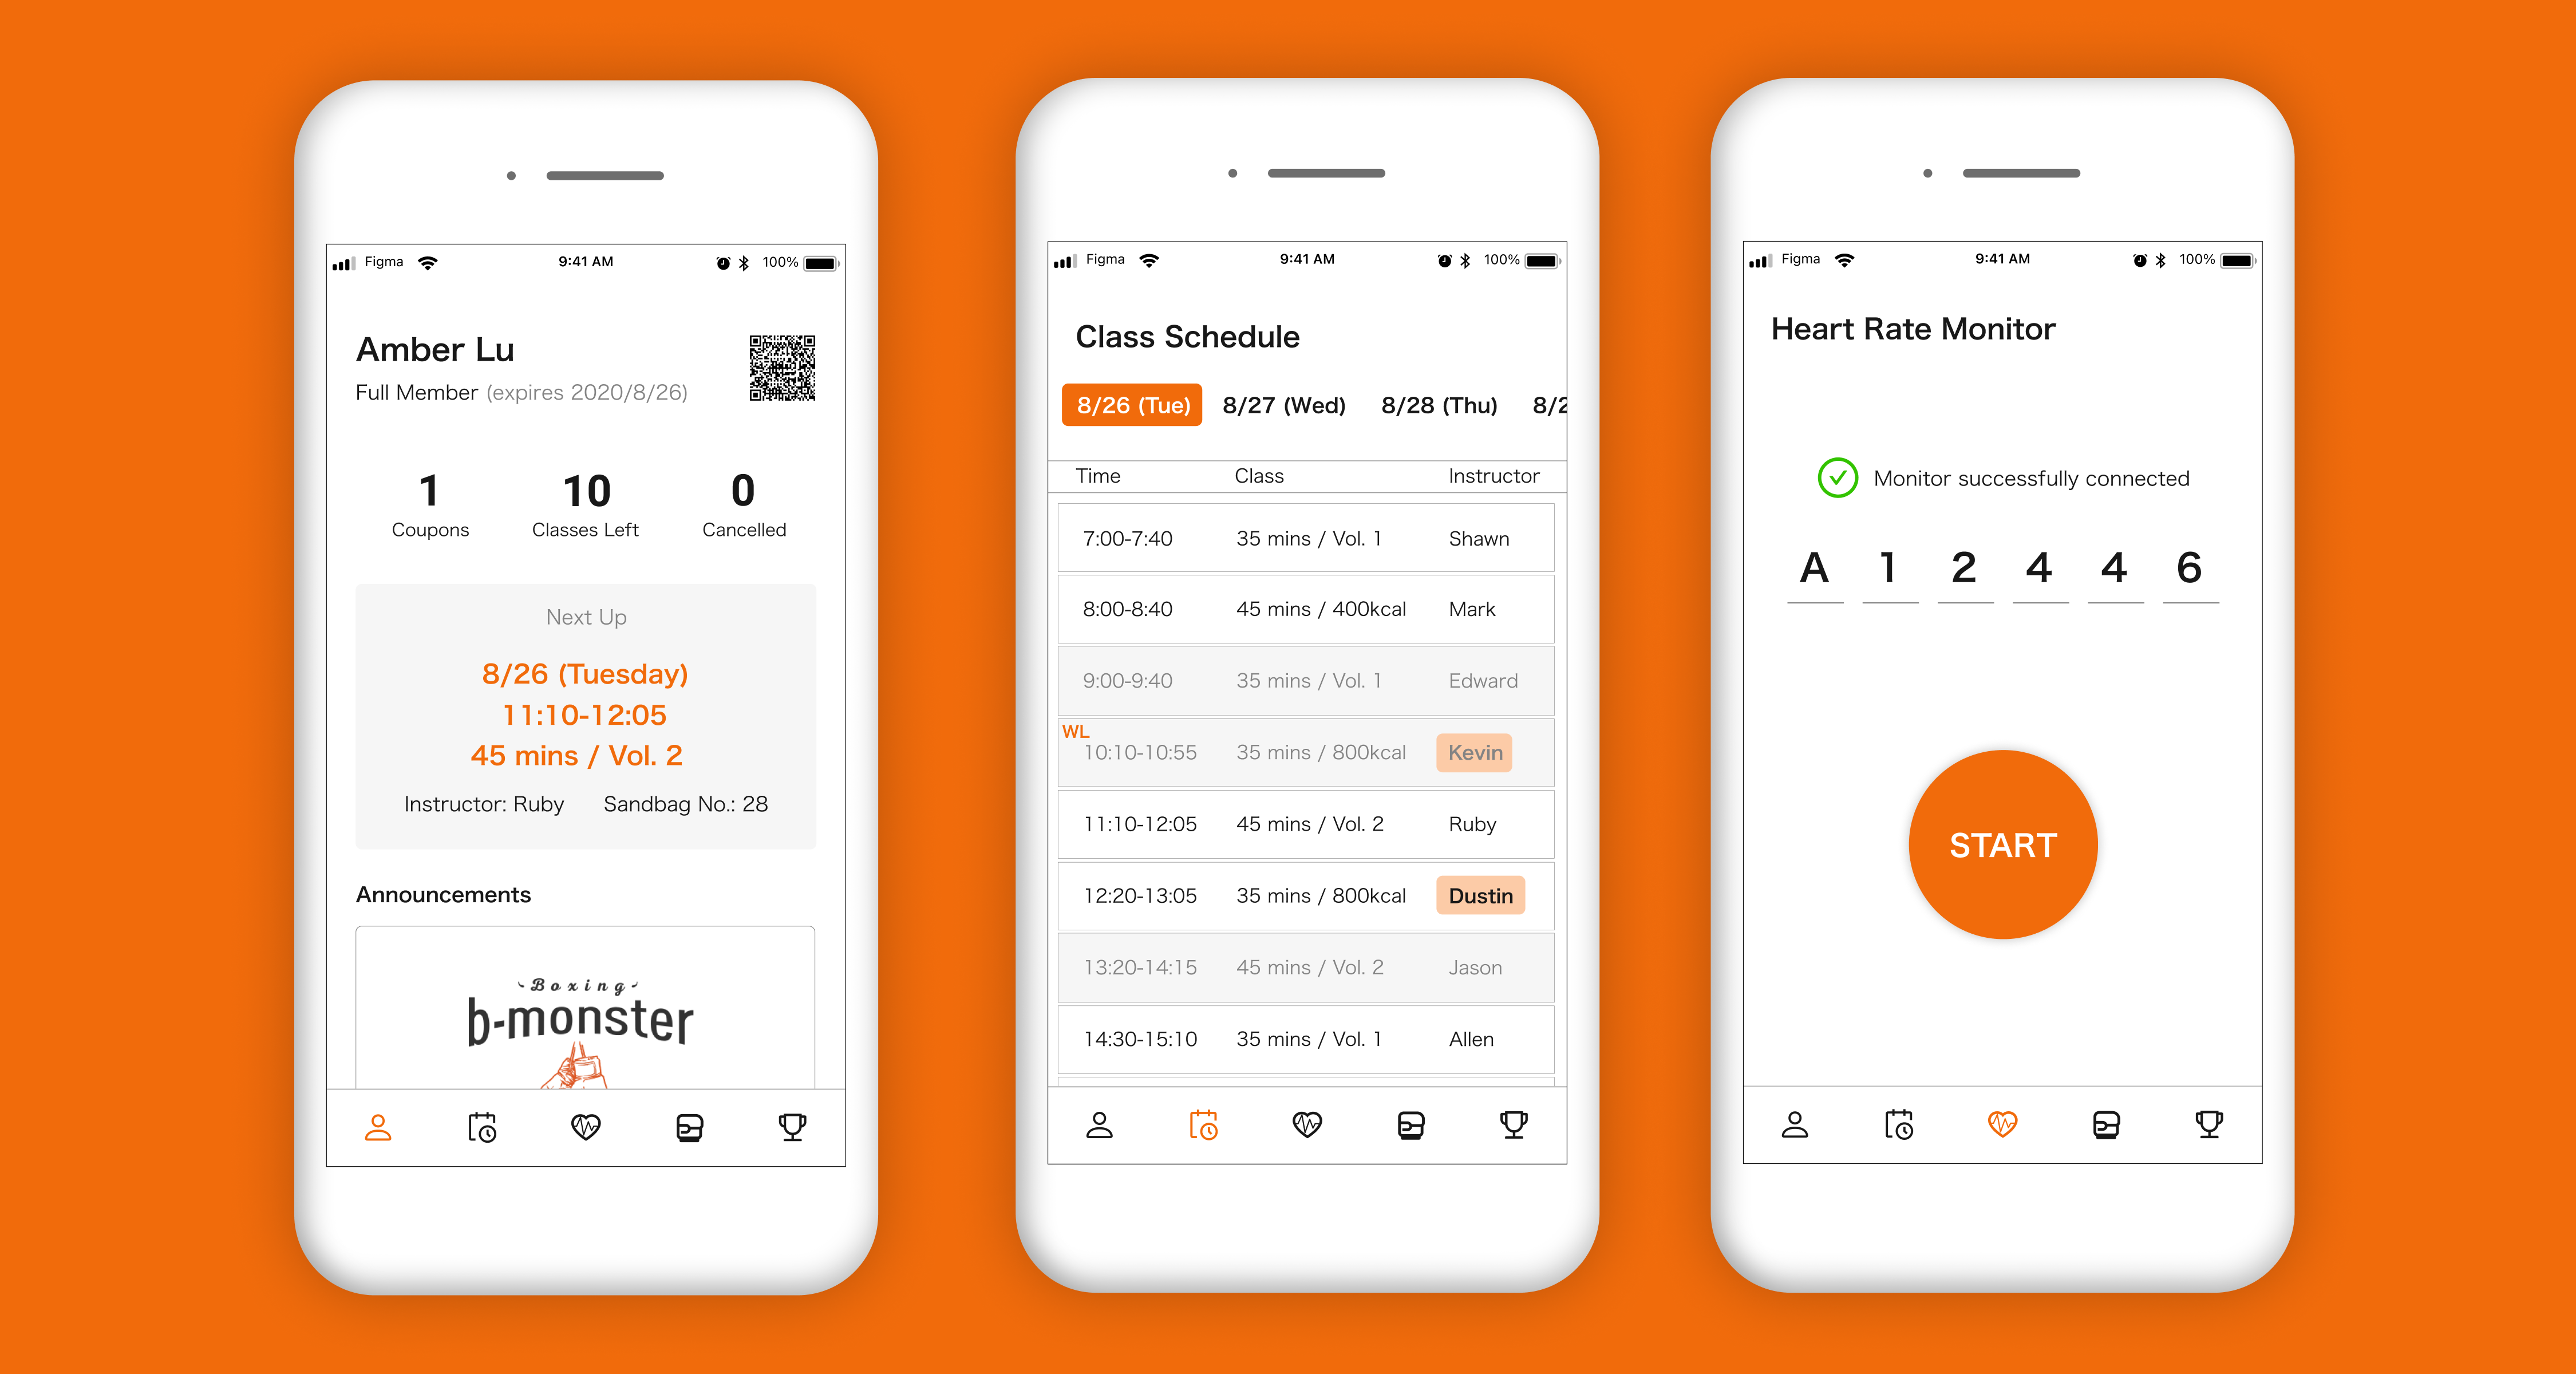 Figma 9:41 AM 100%
Amber Lu
Full Member (expires 2020/8/26)
1 10 0
Coupons Classes Left Cancelled
Next Up
8/26 (Tuesday)
11:10-12:05
45 mins / Vol. 2
Instructor: Ruby Sandbag No.: 28
Announcements
Boxing
b-monster
Figma 9:41 AM 100%
Class Schedule
8/26 (Tue) 8/27 (Wed) 8/28 (Thu) 8/2
Time Class Instructor
7:00-7:40 35 mins / Vol. 1 Shawn
8:00-8:40 45 mins / 400kcal Mark
9:00-9:40 35 mins / Vol. 1 Edward
WL
10:10-10:55 35 mins / 800kcal Kevin
11:10-12:05 45 mins / Vol. 2 Ruby
12:20-13:05 35 mins / 800kcal Dustin
13:20-14:15 45 mins / Vol. 2 Jason
14:30-15:10 35 mins / Vol. 1 Allen
Figma 9:41 AM 100%
Heart Rate Monitor
Monitor successfully connected
A 1 2 4 4 6
START